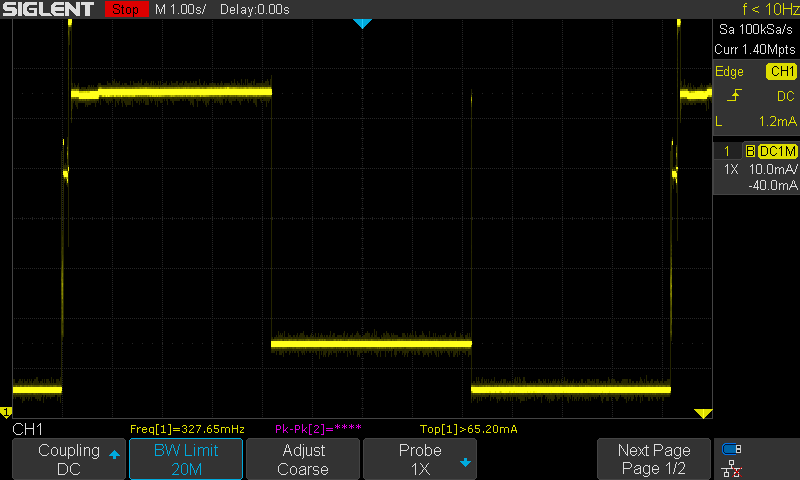 SIGLENT Stop M 1.00s/ Delay:0.00s f < 10Hz
Sa 100kSa/s
Curr 1.40Mpts
Edge CH1
DC
L 1.2mA
1 B DC1M
1X 10.0mA/
-40.0mA
1
CH1 Freq[1]=327.65mHz Pk-Pk[2]=**** Top[1]>65.20mA
Coupling BW Limit Adjust Probe Next Page
DC 20M Coarse 1X Page 1/2